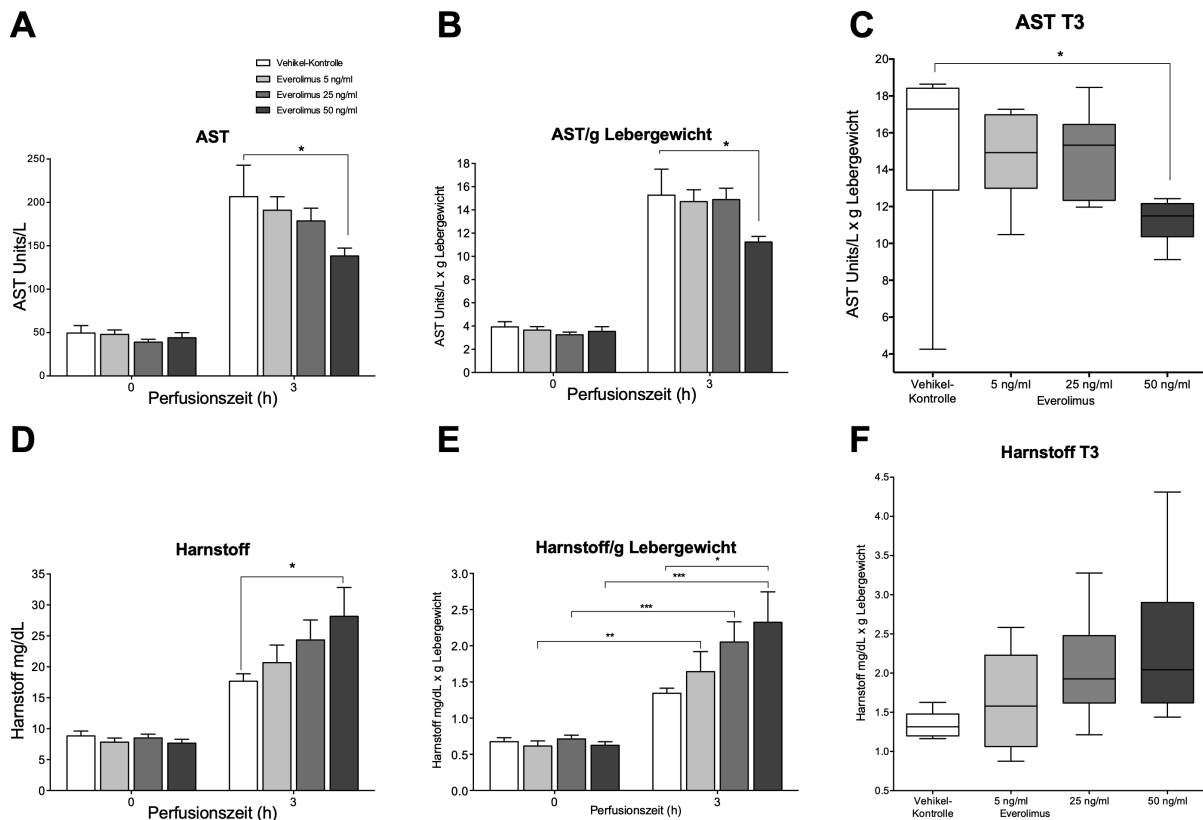 A
Vehikel-Kontrolle
Everolimus 5 ng/ml
Everolimus 25 ng/ml
Everolimus 50 ng/ml
AST
AST Units/L
250
200
150
100
50
0
*
0
3
Perfusionszeit (h)
B
AST/g Lebergewicht
AST Units/L x g Lebergewicht
18
16
14
12
10
8
6
4
2
0
*
0
3
Perfusionszeit (h)
C
AST T3
AST Units/L x g Lebergewicht
20
18
16
14
12
10
8
6
4
*
Vehikel-
Kontrolle
5 ng/ml
25 ng/ml
50 ng/ml
Everolimus
D
Harnstoff
Harnstoff mg/dL
35
30
25
20
15
10
5
0
*
0
3
Perfusionszeit (h)
E
Harnstoff/g Lebergewicht
Harnstoff mg/dL x g Lebergewicht
3.0
2.5
2.0
1.5
1.0
0.5
0.0
*
***
***
**
0
3
Perfusionszeit (h)
F
Harnstoff T3
Harnstoff mg/dL x g Lebergewicht
4.5
4.0
3.5
3.0
2.5
2.0
1.5
1.0
0.5
Vehikel-
Kontrolle
5 ng/ml
25 ng/ml
50 ng/ml
Everolimus